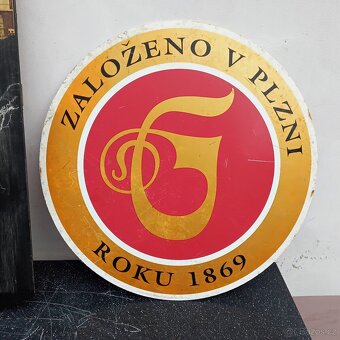 ZALOŽENO V PLZNI
ROKU 1869